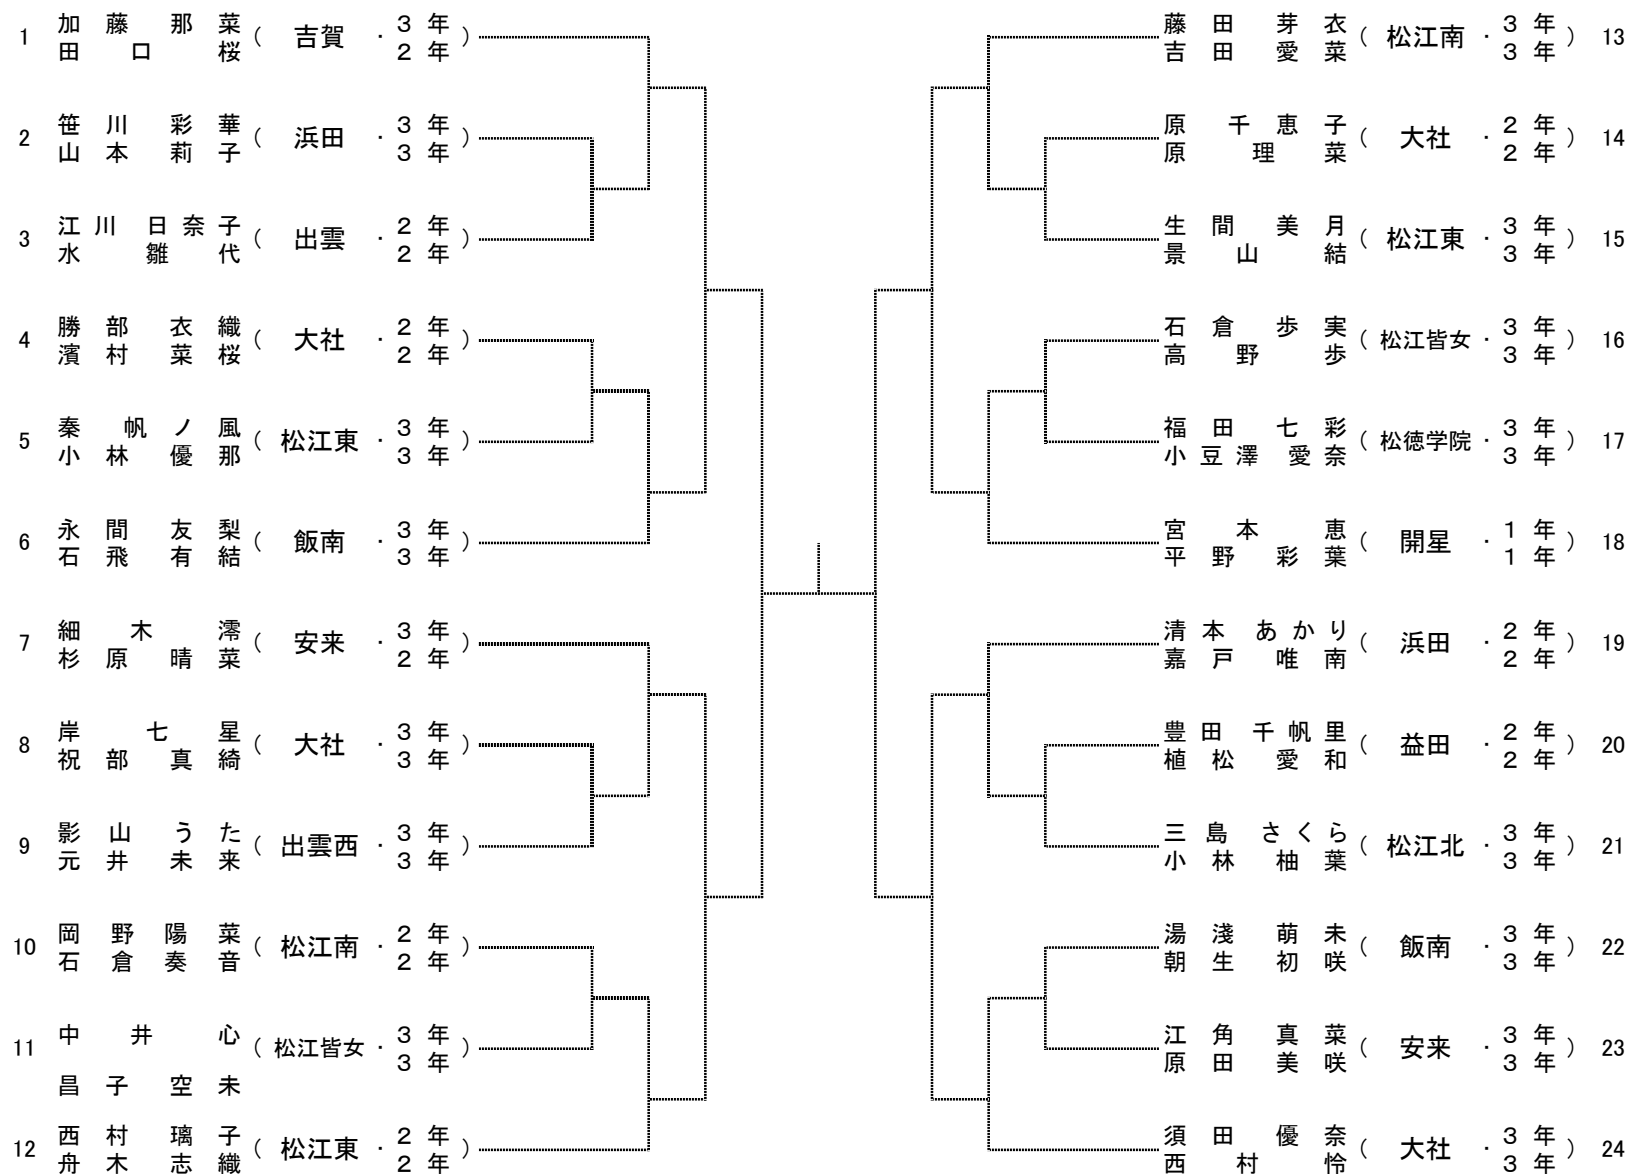 1 加藤那菜 ( 吉賀 ・ 3年 )
田口桜 2年
2 笹川彩華 ( 浜田 ・ 3年 )
山本莉子 3年
3 江川日奈子 ( 出雲 ・ 2年 )
水雛代 2年
4 勝部衣織 ( 大社 ・ 2年 )
濱村菜桜 2年
5 秦帆ノ風 ( 松江東 ・ 3年 )
小林優那 3年
6 永間友梨 ( 飯南 ・ 3年 )
石飛有結 3年
7 細木澪 ( 安来 ・ 3年 )
杉原晴菜 2年
8 岸七星 ( 大社 ・ 3年 )
祝部真綺 3年
9 影山うた ( 出雲西 ・ 3年 )
元井未来 3年
10 岡野陽菜 ( 松江南 ・ 2年 )
石倉奏音 2年
11 中井心 ( 松江皆女 ・ 3年 )
3年
昌子空未
12 西村璃子 ( 松江東 ・ 2年 )
舟木志織 2年
藤田芽衣 ( 松江南 ・ 3年 ) 13
吉田愛菜 3年
原千恵子 ( 大社 ・ 2年 ) 14
原理菜 2年
生間美月 ( 松江東 ・ 3年 ) 15
景山結 3年
石倉歩実 ( 松江皆女 ・ 3年 ) 16
高野歩 3年
福田七彩 ( 松徳学院 ・ 3年 ) 17
小豆澤愛奈 3年
宮本恵 ( 開星 ・ 1年 ) 18
平野彩葉 1年
清本あかり ( 浜田 ・ 2年 ) 19
嘉戸唯南 2年
豊田千帆里 ( 益田 ・ 2年 ) 20
植松愛和 2年
三島さくら ( 松江北 ・ 3年 ) 21
小林柚葉 3年
湯淺萌未 ( 飯南 ・ 3年 ) 22
朝生初咲 3年
江角真菜 ( 安来 ・ 3年 ) 23
原田美咲 3年
須田優奈 ( 大社 ・ 3年 ) 24
西村怜 3年